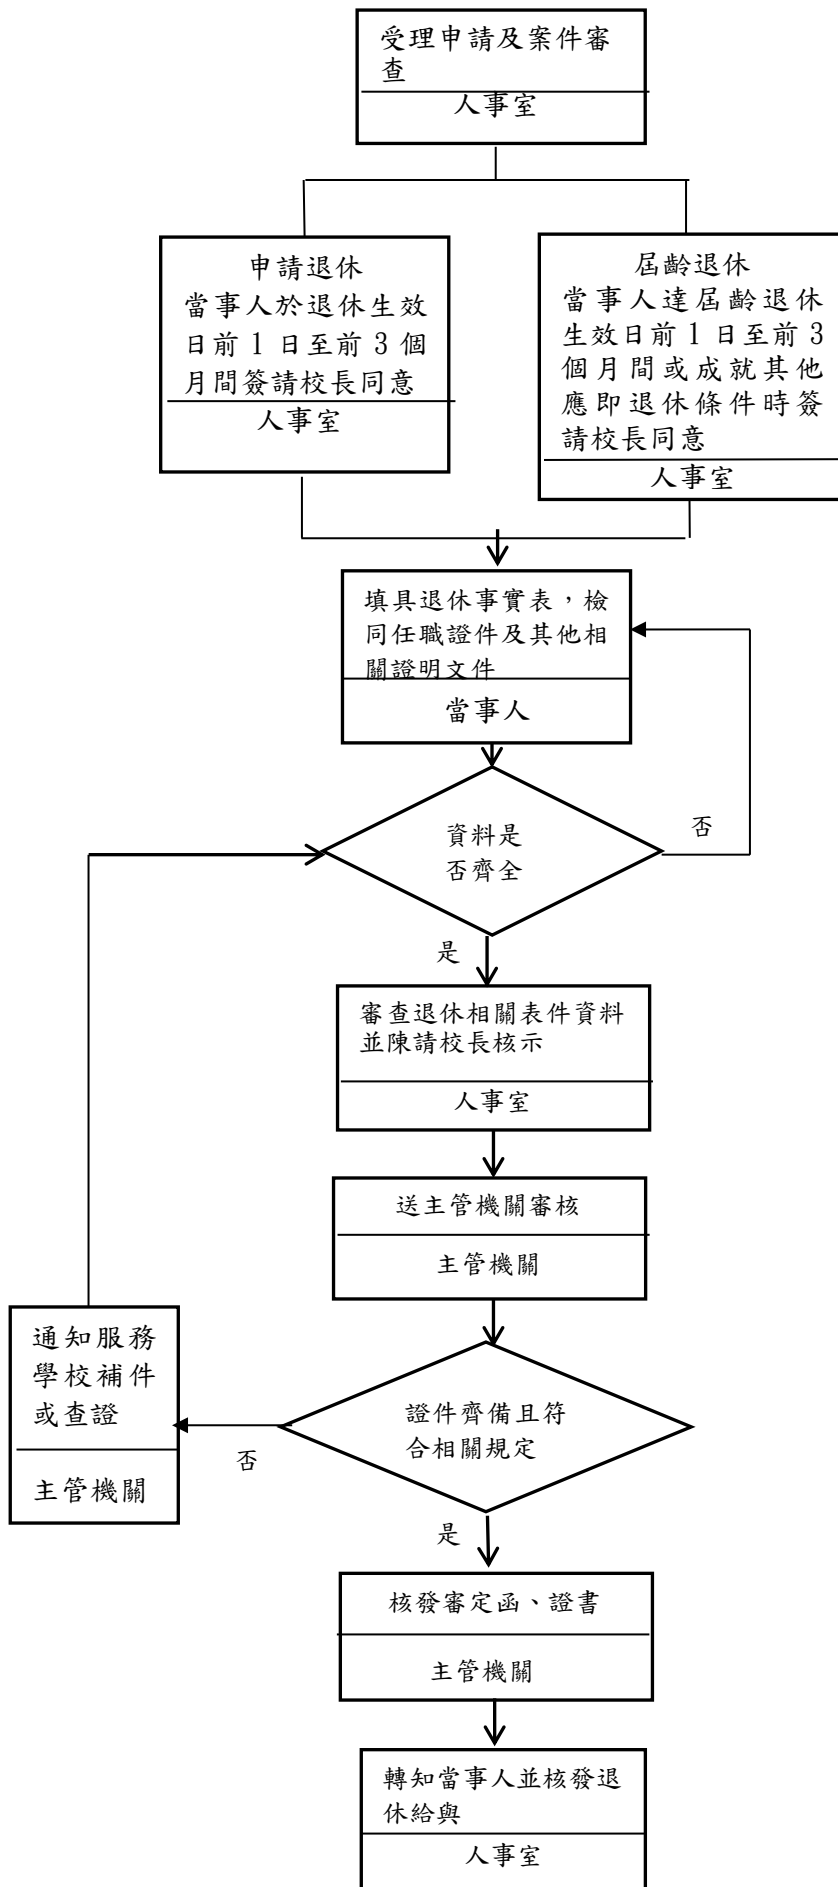 受理申請及案件審
查
人事室
申請退休
當事人於退休生效
日前 1 日至前 3 個
月間簽請校長同意
人事室
屆齡退休
當事人達屆齡退休
生效日前 1 日至前 3
個月間或成就其他
應即退休條件時簽
請校長同意
人事室
填具退休事實表，檢
同任職證件及其他相
關證明文件
當事人
資料是
否齊全
否
是
審查退休相關表件資料
並陳請校長核示
人事室
送主管機關審核
主管機關
通知服務
學校補件
或查證
主管機關
證件齊備且符
合相關規定
否
是
核發審定函、證書
主管機關
轉知當事人並核發退
休給與
人事室